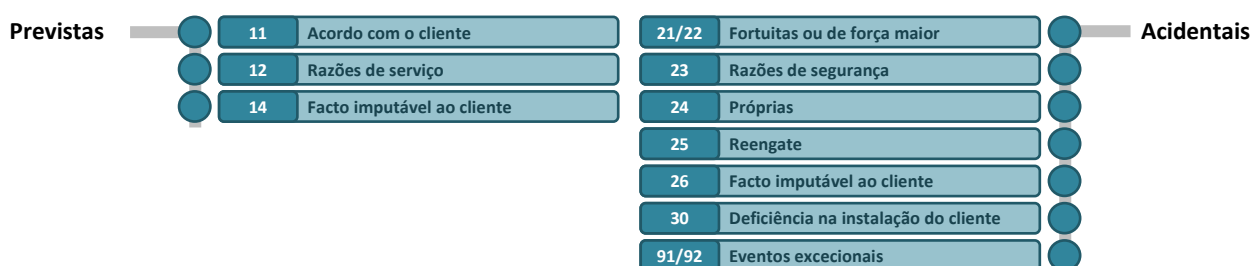 Previstas
11 Acordo com o cliente
12 Razões de serviço
14 Facto imputável ao cliente
21/22 Fortuitas ou de força maior
23 Razões de segurança
24 Próprias
25 Reengate
26 Facto imputável ao cliente
30 Deficiência na instalação do cliente
91/92 Eventos excecionais
Acidentais